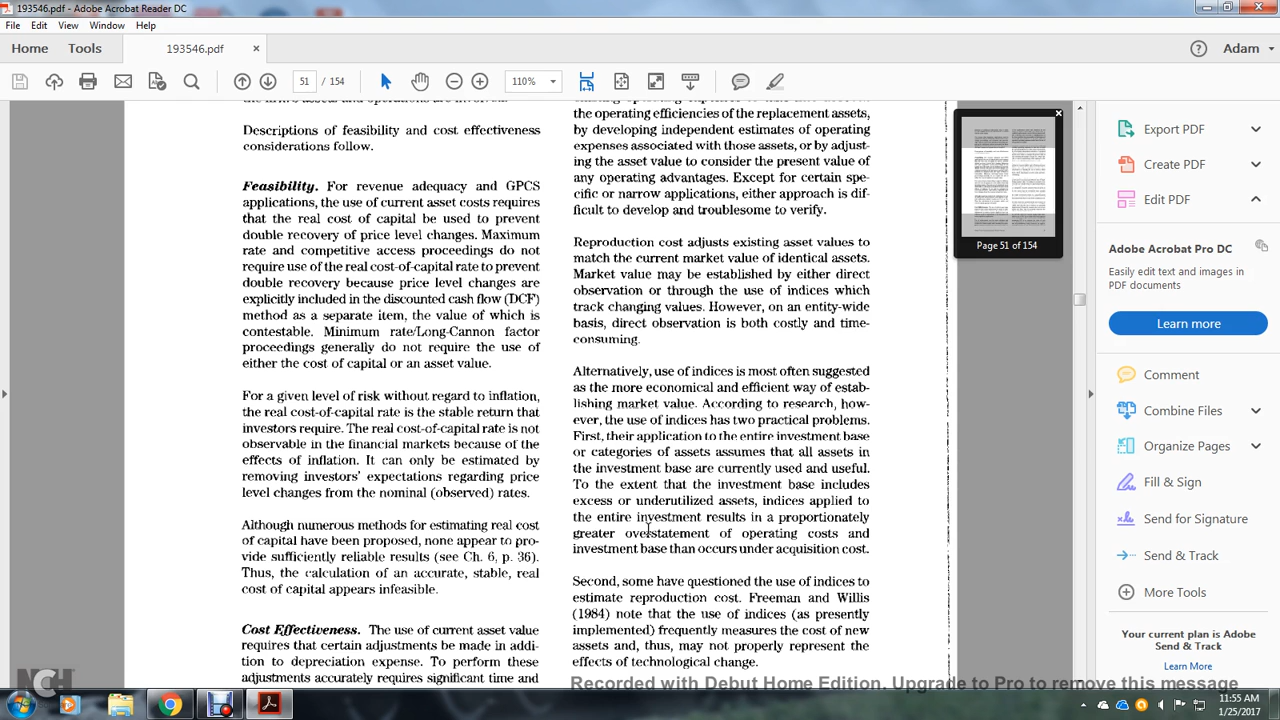 193546.pdf - Adobe Acrobat Reader DC
File Edit View Window Help
Home Tools 193546.pdf × Adam
51 / 154 110%
Descriptions of feasibility and cost effectiveness
considerations follow.
Feasibility. For revenue adequacy and GPCS
applications, the use of current asset costs requires
that the real cost of capital be used to prevent
double recovery of price level changes. Maximum
rate and competitive access proceedings do not
require use of the real cost-of-capital rate to prevent
double recovery because price level changes are
explicitly included in the discounted cash flow (DCF)
method as a separate item, the value of which is
contestable. Minimum rate/Long-Cannon factor
proceedings generally do not require the use of
either the cost of capital or an asset value.
For a given level of risk without regard to inflation,
the real cost-of-capital rate is the stable return that
investors require. The real cost-of-capital rate is not
observable in the financial markets because of the
effects of inflation. It can only be estimated by
removing investors' expectations regarding price
level changes from the nominal (observed) rates.
Although numerous methods for estimating real cost
of capital have been proposed, none appear to pro-
vide sufficiently reliable results (see Ch. 6, p. 36).
Thus, the calculation of an accurate, stable, real
cost of capital appears infeasible.
Cost Effectiveness. The use of current asset value
requires that certain adjustments be made in addi-
tion to depreciation expense. To perform these
adjustments accurately requires significant time and
the operating efficiencies of the replacement assets,
by developing independent estimates of operating
expenses associated with those assets, or by adjust-
ing the asset value to consider the present value of
any operating advantages. Except for certain spe-
cific or narrow applications, either approach is dif-
ficult to develop and troublesome to verify.
Reproduction cost adjusts existing asset values to
match the current market value of identical assets.
Market value may be established by either direct
observation or through the use of indices which
track changing values. However, on an entity-wide
basis, direct observation is both costly and time-
consuming.
Alternatively, use of indices is most often suggested
as the more economical and efficient way of estab-
lishing market value. According to research, how-
ever, the use of indices has two practical problems.
First, their application to the entire investment base
or categories of assets assumes that all assets in
the investment base are currently used and useful.
To the extent that the investment base includes
excess or underutilized assets, indices applied to
the entire investment results in a proportionately
greater overstatement of operating costs and
investment base than occurs under acquisition cost.
Second, some have questioned the use of indices to
estimate reproduction cost. Freeman and Willis
(1984) note that the use of indices (as presently
implemented) frequently measures the cost of new
assets and, thus, may not properly represent the
effects of technological change.
Page 51 of 154
Export PDF
Create PDF
Edit PDF
Adobe Acrobat Pro DC
Easily edit text and images in
PDF documents
Learn more
Comment
Combine Files
Organize Pages
Fill & Sign
Send for Signature
Send & Track
More Tools
Your current plan is Adobe
Send & Track
Learn More
Recorded with Debut Home Edition. Upgrade to Pro to remove this message
NCH
11:55 AM
1/25/2017